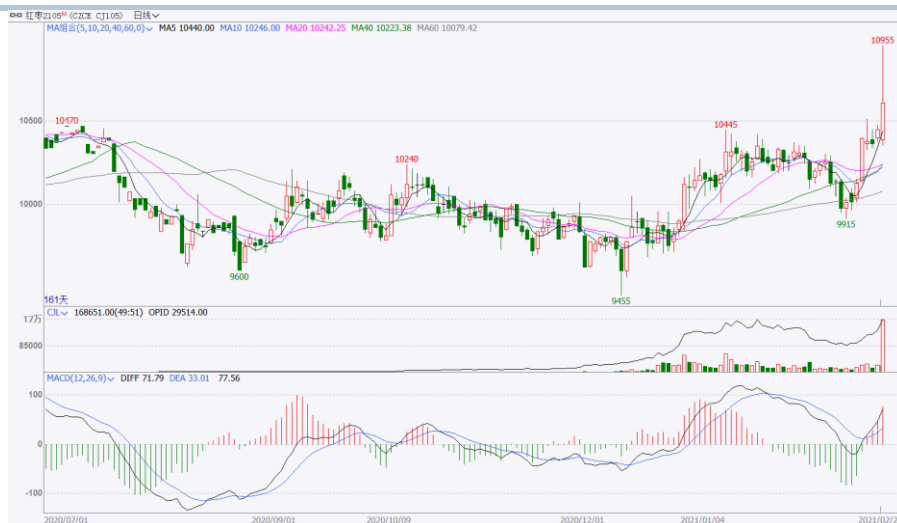 红枣2105 (CZCE CJ105) 日线
MA组合(5,10,20,40,60,0) MA5 10440.00 MA10 10246.00 MA20 10242.25 MA40 10223.38 MA60 10079.42
10955
10500
10470
10445
10240
10000
9915
9600
9455
161天
CJL 168651.00(49:51) OPID 29514.00
17万
85000
MACD(12,26,9) DIFF 71.79 DEA 33.01 77.56
100
0
-100
2020/07/01 2020/09/01 2020/10/09 2020/12/01 2021/01/04 2021/02/2